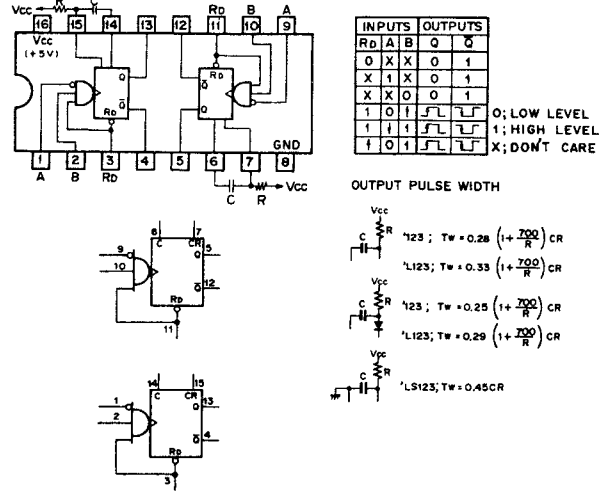 Vcc R C RD B A
16 15 14 13 12 11 10 9
Vcc
(+5V)
RD
Q Q̅
Q̅ Q
RD
GND
1 2 3 4 5 6 7 8
A B RD
C R Vcc
INPUTS OUTPUTS
RD A B Q Q̅
0 X X 0 1
X 1 X 0 1
X X 0 0 1
1 0 ↑
1 ↓ 1
↑ 0 1
0; LOW LEVEL
1; HIGH LEVEL
X; DON'T CARE
OUTPUT PULSE WIDTH
Vcc
C R
'123; Tw = 0.28 (1+ 700/R) CR
'L123; Tw = 0.33 (1+ 700/R) CR
Vcc
C R
'123; Tw = 0.25 (1+ 700/R) CR
'L123; Tw = 0.29 (1+ 700/R) CR
Vcc
C R
'LS123; Tw = 0.45CR
6 7
C CR
9 Q 5
10
Q̅ 12
RD
11
14 15
C CR
1 Q 13
2
Q̅ 4
RD
3